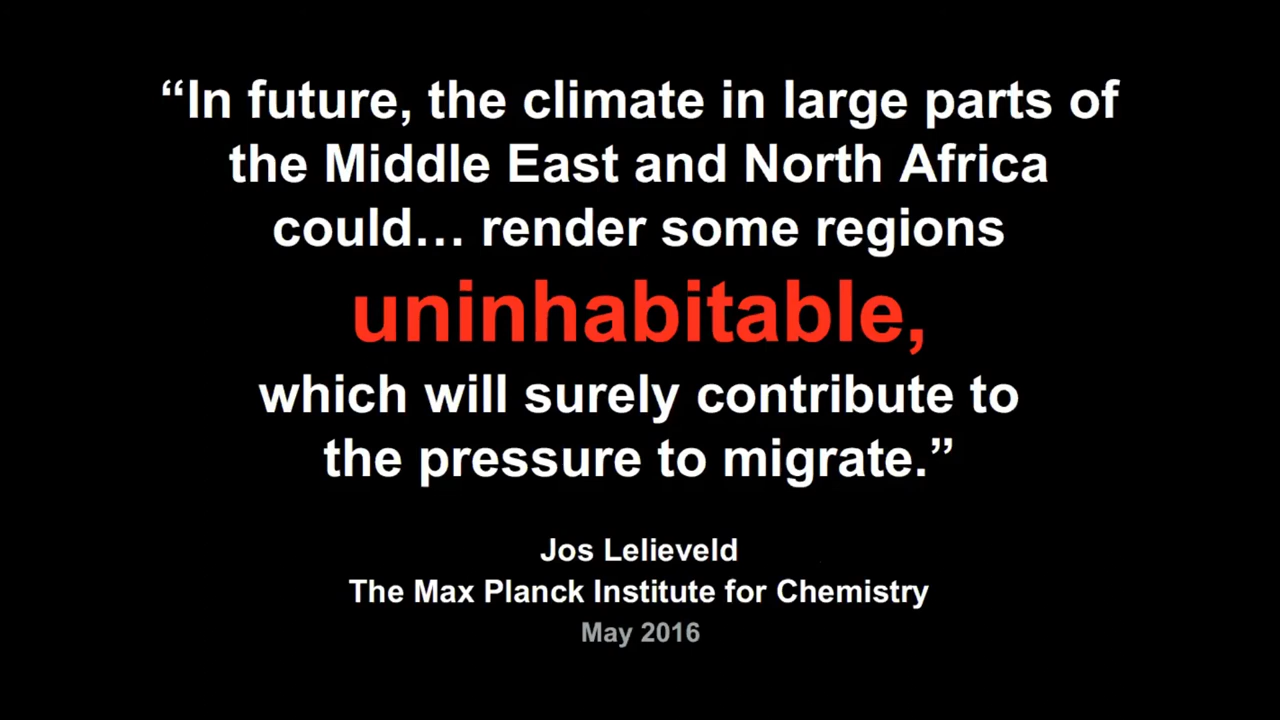 “In future, the climate in large parts of
the Middle East and North Africa
could… render some regions
uninhabitable,
which will surely contribute to
the pressure to migrate.”
Jos Lelieveld
The Max Planck Institute for Chemistry
May 2016